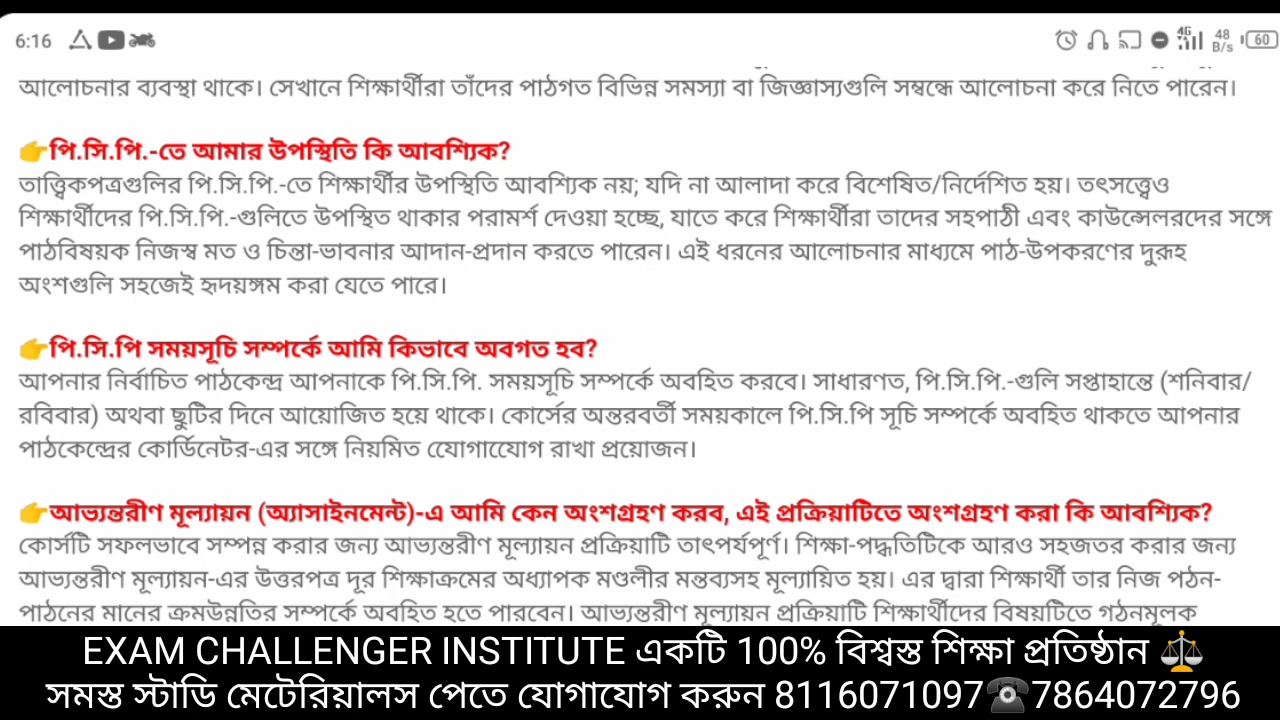 6:16
4G 48 B/s 60
আলোচনার ব্যবস্থা থাকে। সেখানে শিক্ষার্থীরা তাঁদের পাঠগত বিভিন্ন সমস্যা বা জিজ্ঞাস্যগুলি সম্বন্ধে আলোচনা করে নিতে পারেন।
👉পি.সি.পি.-তে আমার উপস্থিতি কি আবশ্যিক?
তাত্ত্বিকপত্রগুলির পি.সি.পি.-তে শিক্ষার্থীর উপস্থিতি আবশ্যিক নয়; যদি না আলাদা করে বিশেষিত/নির্দেশিত হয়। তৎসত্ত্বেও
শিক্ষার্থীদের পি.সি.পি.-গুলিতে উপস্থিত থাকার পরামর্শ দেওয়া হচ্ছে, যাতে করে শিক্ষার্থীরা তাদের সহপাঠী এবং কাউন্সেলরদের সঙ্গে
পাঠবিষয়ক নিজস্ব মত ও চিন্তা-ভাবনার আদান-প্রদান করতে পারেন। এই ধরনের আলোচনার মাধ্যমে পাঠ-উপকরণের দুরূহ
অংশগুলি সহজেই হৃদয়ঙ্গম করা যেতে পারে।
👉পি.সি.পি সময়সূচি সম্পর্কে আমি কিভাবে অবগত হব?
আপনার নির্বাচিত পাঠকেন্দ্র আপনাকে পি.সি.পি. সময়সূচি সম্পর্কে অবহিত করবে। সাধারণত, পি.সি.পি.-গুলি সপ্তাহান্তে (শনিবার/
রবিবার) অথবা ছুটির দিনে আয়োজিত হয়ে থাকে। কোর্সের অন্তরবর্তী সময়কালে পি.সি.পি সূচি সম্পর্কে অবহিত থাকতে আপনার
পাঠকেন্দ্রের কোর্ডিনেটর-এর সঙ্গে নিয়মিত যোেগাযোেগ রাখা প্রয়োজন।
👉আভ্যন্তরীণ মূল্যায়ন (অ্যাসাইনমেন্ট)-এ আমি কেন অংশগ্রহণ করব, এই প্রক্রিয়াটিতে অংশগ্রহণ করা কি আবশ্যিক?
কোর্সটি সফলভাবে সম্পন্ন করার জন্য আভ্যন্তরীণ মূল্যায়ন প্রক্রিয়াটি তাৎপর্যপূর্ণ। শিক্ষা-পদ্ধতিটিকে আরও সহজতর করার জন্য
আভ্যন্তরীণ মূল্যায়ন-এর উত্তরপত্র দূর শিক্ষাক্রমের অধ্যাপক মণ্ডলীর মন্তব্যসহ মূল্যায়িত হয়। এর দ্বারা শিক্ষার্থী তার নিজ পঠন-
পাঠনের মানের ক্রমউন্নতির সম্পর্কে অবহিত হতে পারবেন। আভ্যন্তরীণ মূল্যায়ন প্রক্রিয়াটি শিক্ষার্থীদের বিষয়টিতে গঠনমূলক
EXAM CHALLENGER INSTITUTE একটি 100% বিশ্বস্ত শিক্ষা প্রতিষ্ঠান ⚖️
সমস্ত স্টাডি মেটেরিয়ালস পেতে যোগাযোগ করুন 8116071097☎️7864072796